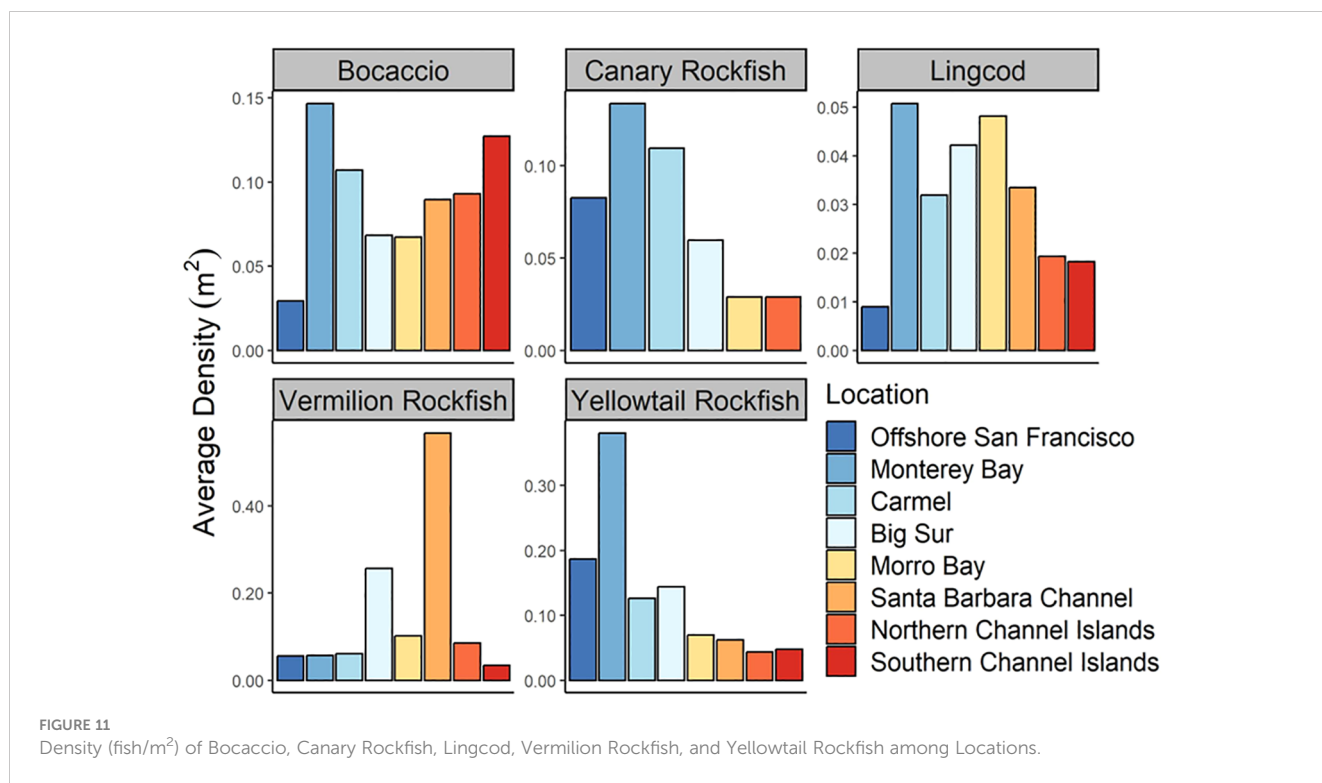 Bocaccio
Canary Rockfish
Lingcod
Average Density (m²)
0.15
0.10
0.05
0.00
0.10
0.05
0.00
0.05
0.04
0.03
0.02
0.01
0.00
Vermilion Rockfish
Yellowtail Rockfish
0.40
0.20
0.00
0.30
0.20
0.10
0.00
Location
Offshore San Francisco
Monterey Bay
Carmel
Big Sur
Morro Bay
Santa Barbara Channel
Northern Channel Islands
Southern Channel Islands
FIGURE 11
Density (fish/m²) of Bocaccio, Canary Rockfish, Lingcod, Vermilion Rockfish, and Yellowtail Rockfish among Locations.